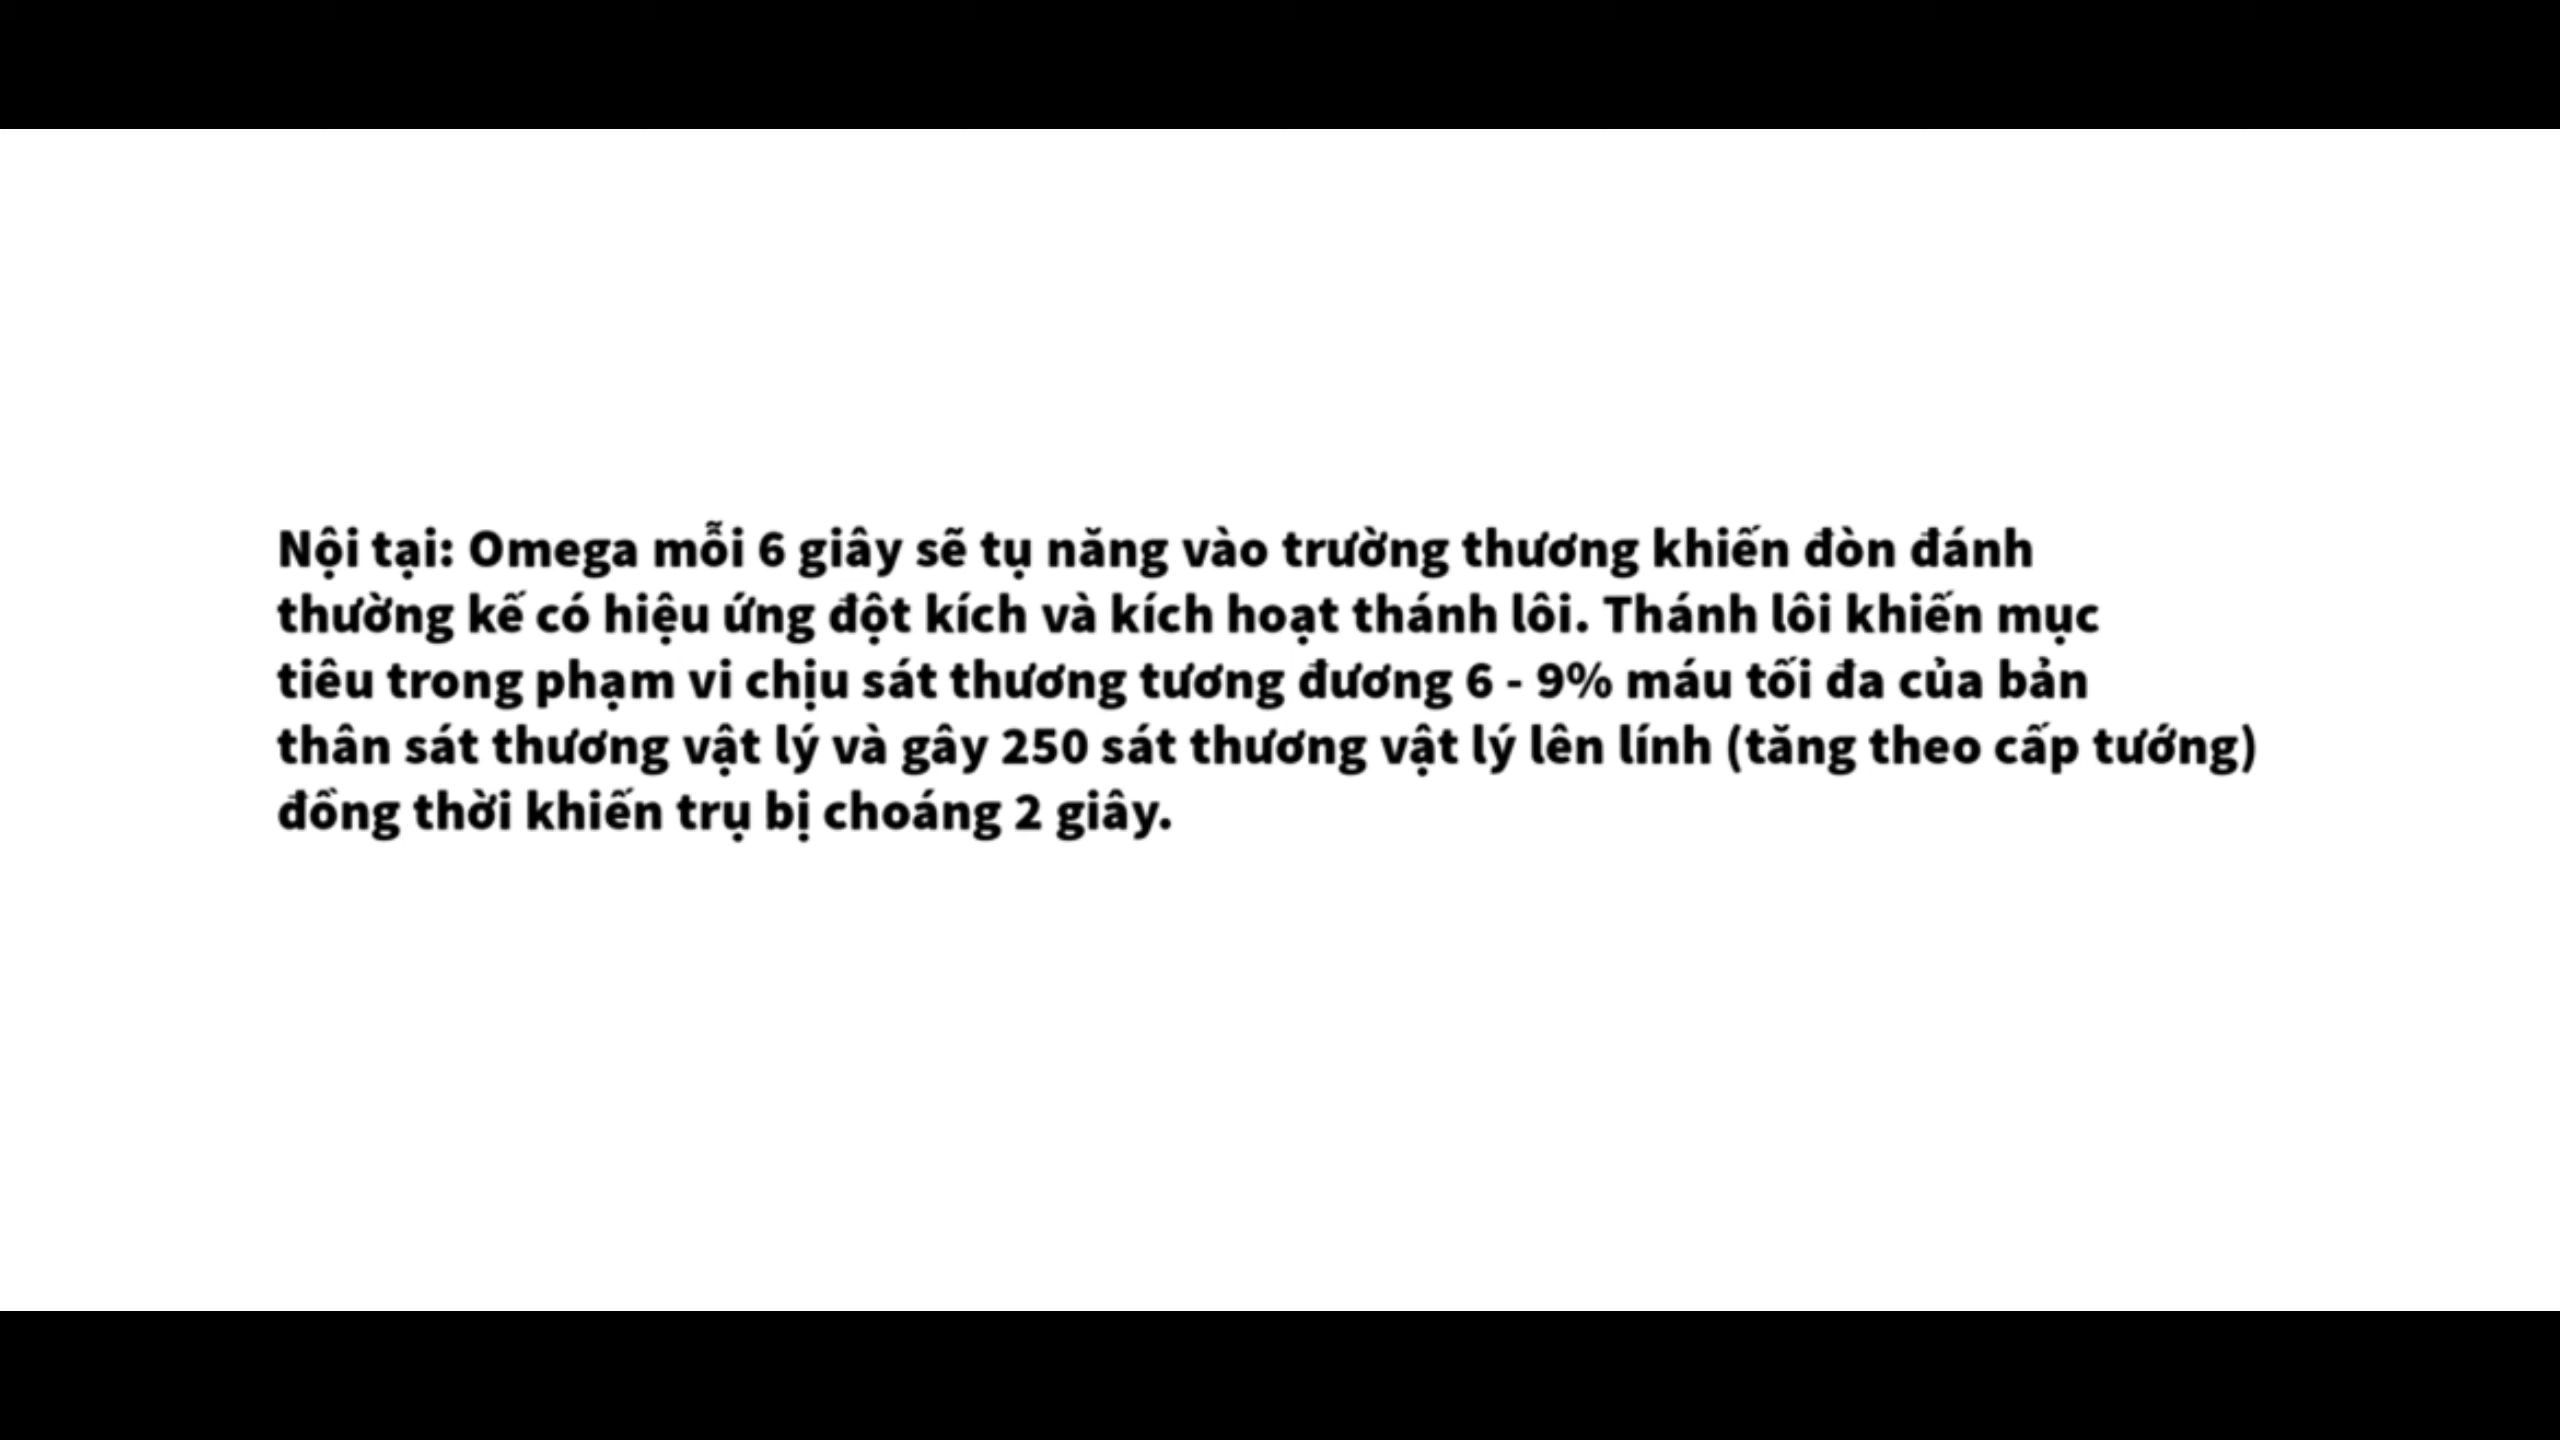 Nội tại: Omega mỗi 6 giây sẽ tụ năng vào trường thương khiến đòn đánh
thường kế có hiệu ứng đột kích và kích hoạt thánh lôi. Thánh lôi khiến mục
tiêu trong phạm vi chịu sát thương tương đương 6 - 9% máu tối đa của bản
thân sát thương vật lý và gây 250 sát thương vật lý lên lính (tăng theo cấp tướng)
đồng thời khiến trụ bị choáng 2 giây.